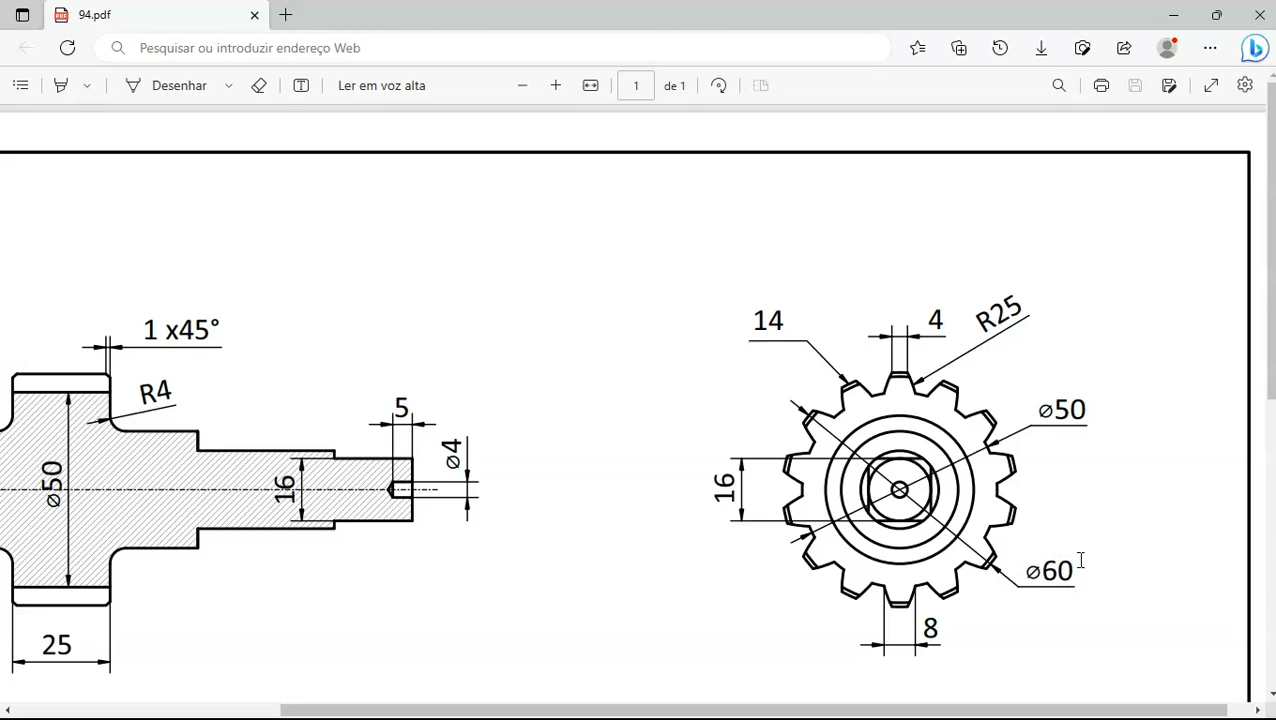 94.pdf
Pesquisar ou introduzir endereço Web
Desenhar
Ler em voz alta
1
de 1
1 x45°
R4
5
⌀4
⌀50
16
25
14
4
R25
⌀50
16
⌀60
8